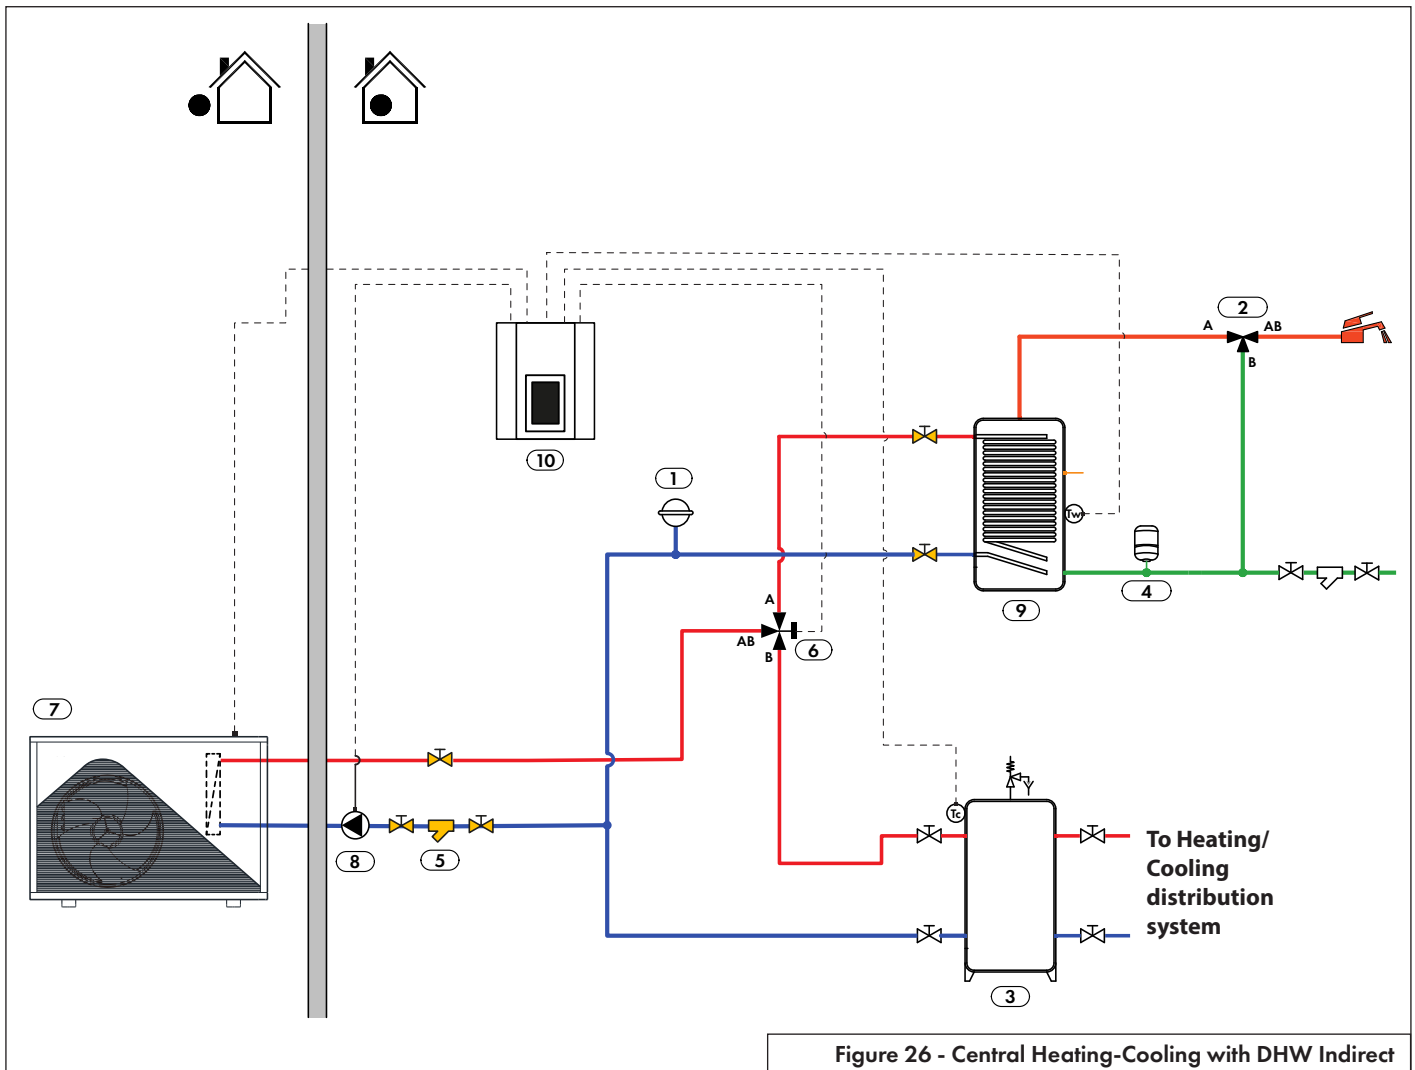 2
A
AB
B
10
1
Tw
4
9
A
AB
B
6
7
Tc
8
5
To Heating/
Cooling
distribution
system
3
Figure 26 - Central Heating-Cooling with DHW Indirect